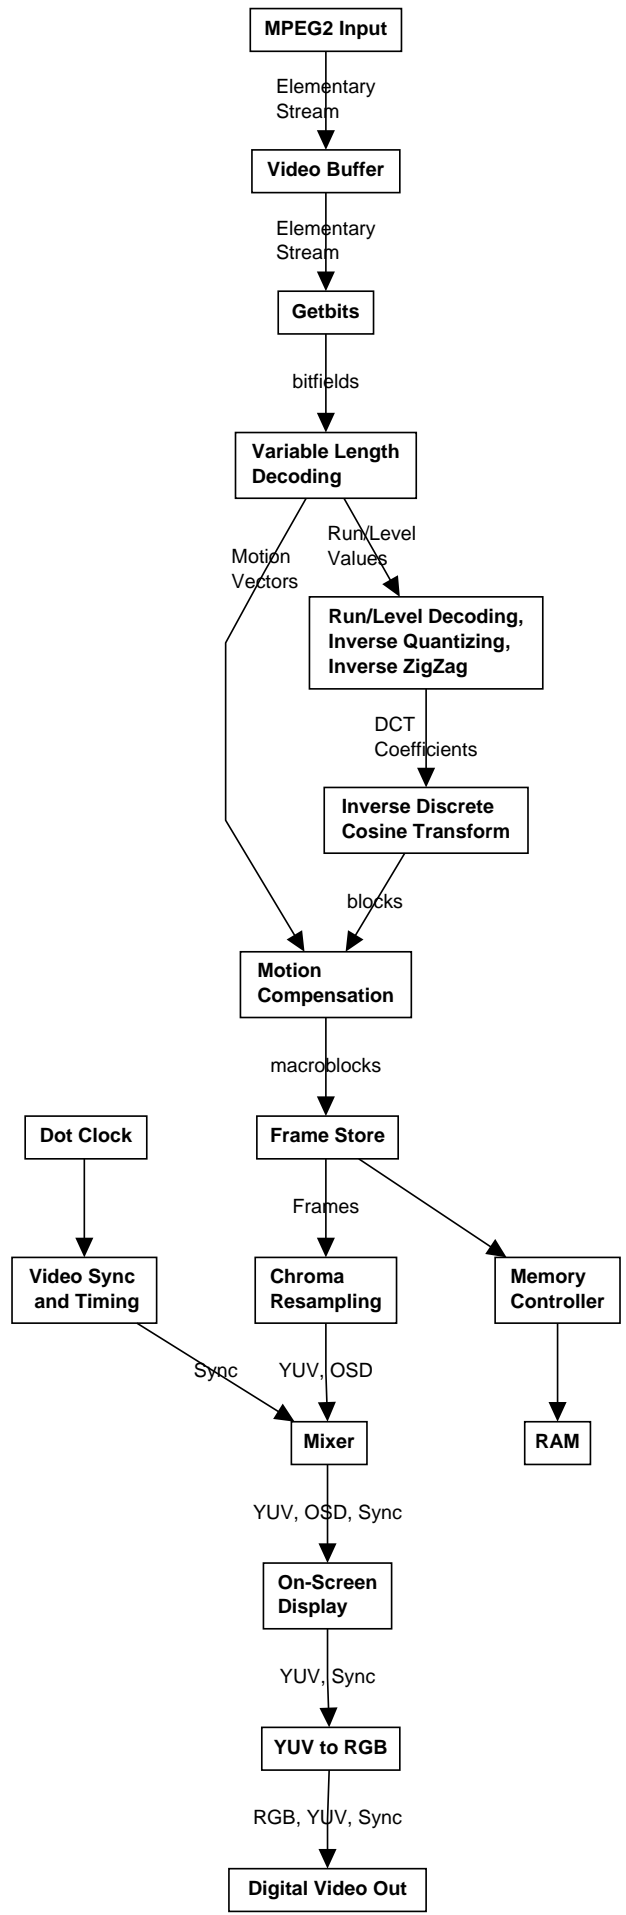 MPEG2 Input
Elementary
Stream
Video Buffer
Elementary
Stream
Getbits
bitfields
Variable Length
Decoding
Motion
Vectors
Run/Level
Values
Run/Level Decoding,
Inverse Quantizing,
Inverse ZigZag
DCT
Coefficients
Inverse Discrete
Cosine Transform
blocks
Motion
Compensation
macroblocks
Dot Clock
Frame Store
Frames
Video Sync
and Timing
Chroma
Resampling
Memory
Controller
Sync
YUV, OSD
Mixer
RAM
YUV, OSD, Sync
On-Screen
Display
YUV, Sync
YUV to RGB
RGB, YUV, Sync
Digital Video Out